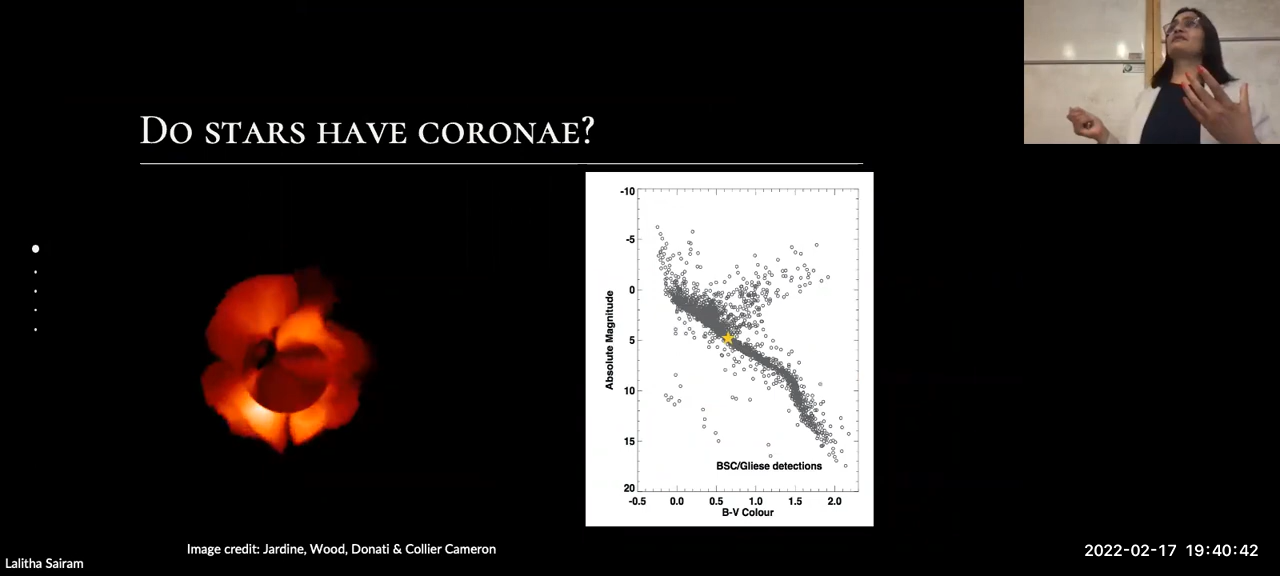 Do stars have coronae?
-10
-5
0
5
10
15
20
Absolute Magnitude
BSC/Gliese detections
-0.5 0.0 0.5 1.0 1.5 2.0
B-V Colour
Image credit: Jardine, Wood, Donati & Collier Cameron
Lalitha Sairam
2022-02-17 19:40:42